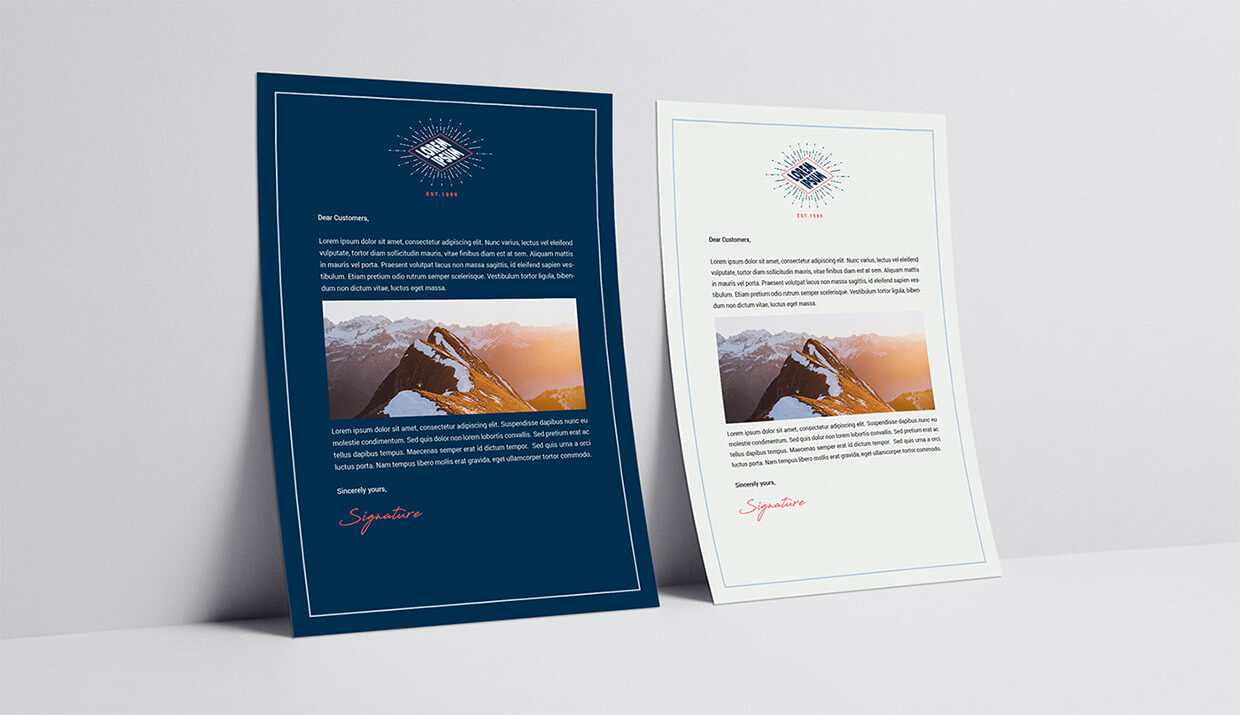 LOREM
IPSUM
EST.1999
Dear Customers,
Lorem ipsum dolor sit amet, consectetur adipiscing elit. Nunc varius, lectus vel eleifend
vulputate, tortor diam sollicitudin mauris, vitae finibus diam est at sem. Aliquam mattis
in mauris vel porta. Praesent volutpat lacus non massa sagittis, id eleifend sapien ves-
tibulum. Etiam pretium odio rutrum semper scelerisque. Vestibulum tortor ligula, biben-
dum non dictum vitae, luctus eget massa.
Lorem ipsum dolor sit amet, consectetur adipiscing elit. Suspendisse dapibus nunc eu
molestie condimentum. Sed quis dolor non lorem lobortis convallis. Sed pretium erat ac
tellus dapibus tempus. Maecenas semper erat id dictum tempor. Sed quis urna a orci
luctus porta. Nam tempus libero mollis erat gravida, eget ullamcorper tortor commodo.
Sincerely yours,
Signature
LOREM
IPSUM
EST.1989
Dear Customers,
Lorem ipsum dolor sit amet, consectetur adipiscing elit. Nunc varius, lectus vel eleifend
vulputate, tortor diam sollicitudin mauris, vitae finibus diam est at sem. Aliquam mattis
in mauris vel porta. Praesent volutpat lacus non massa sagittis, id eleifend sapien ves-
tibulum. Etiam pretium odio rutrum semper scelerisque. Vestibulum tortor ligula, biben-
dum non dictum vitae, luctus eget massa.
Lorem ipsum dolor sit amet, consectetur adipiscing elit. Suspendisse dapibus nunc eu
molestie condimentum. Sed quis dolor non lorem lobortis convallis. Sed pretium erat ac
tellus dapibus tempus. Maecenas semper erat id dictum tempor. Sed quis urna a orci
luctus porta. Nam tempus libero mollis erat gravida, eget ullamcorper tortor commodo.
Sincerely yours,
Signature